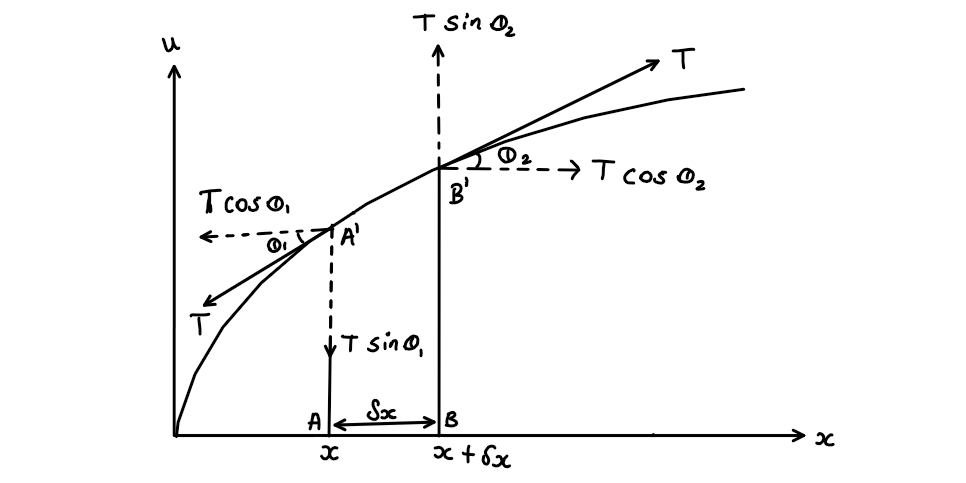 T sin θ₂
u
T
θ₂
T cos θ₂
B'
T cos θ₁
θ₁
A'
T
T sin θ₁
δx
A
B
x
x
x + δx